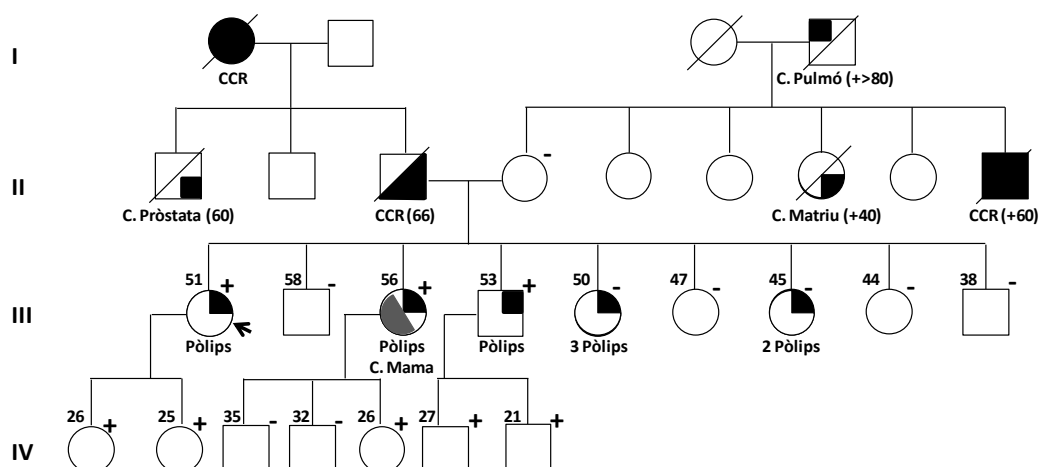 I
CCR
C. Pulmó (+>80)
-
II
C. Pròstata (60)
CCR (66)
C. Matriu (+40)
CCR (+60)
51 + 58 - 56 + 53 + 50 - 47 - 45 - 44 - 38 -
III
Pòlips
Pòlips
C. Mama
Pòlips
3 Pòlips
2 Pòlips
26 + 25 + 35 - 32 - 26 + 27 + 21 +
IV